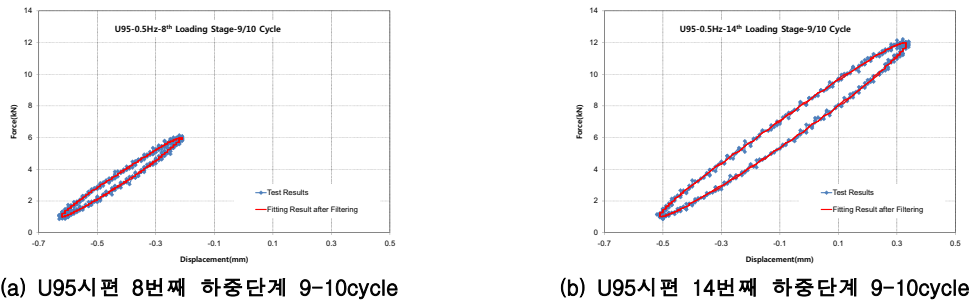 U95-0.5Hz-8th Loading Stage-9/10 Cycle
14
12
10
8
6
4
2
0
Force(kN)
Test Results
Fitting Result after Filtering
-0.7
-0.5
-0.3
-0.1
0.1
0.3
0.5
Displacement(mm)
(a) U95시편 8번째 하중단계 9-10cycle
U95-0.5Hz-14th Loading Stage-9/10 Cycle
14
12
10
8
6
4
2
0
Force(kN)
Test Results
Fitting Result after Filtering
-0.7
-0.5
-0.3
-0.1
0.1
0.3
0.5
Displacement(mm)
(b) U95시편 14번째 하중단계 9-10cycle